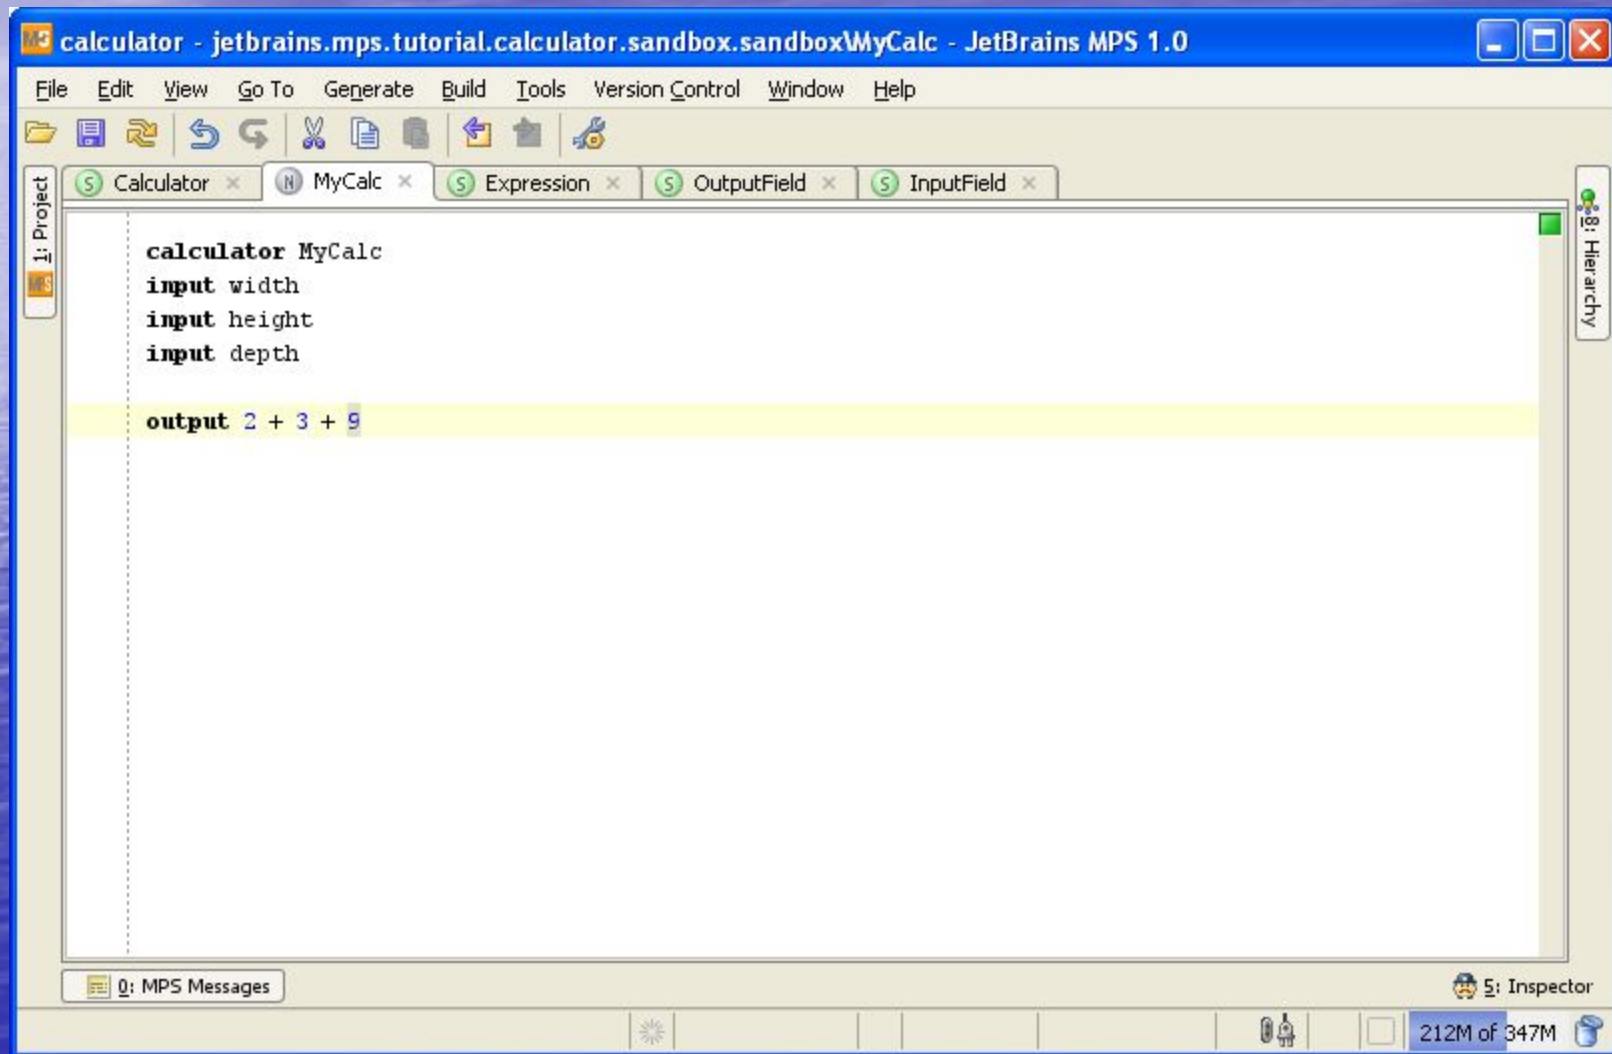 calculator - jetbrains.mps.tutorial.calculator.sandbox.sandbox\MyCalc - JetBrains MPS 1.0
File Edit View Go To Generate Build Tools Version Control Window Help
1: Project
S Calculator × N MyCalc × S Expression × S OutputField × S InputField ×
8: Hierarchy
calculator MyCalc
input width
input height
input depth
output 2 + 3 + 9
0: MPS Messages
5: Inspector
212M of 347M